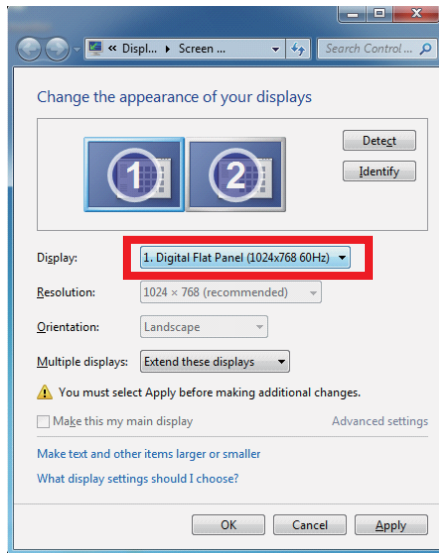 « Displ... ▸ Screen ...
Search Control ...
Change the appearance of your displays
1
2
Detect
Identify
Display:
1. Digital Flat Panel (1024x768 60Hz)
Resolution:
1024 × 768 (recommended)
Orientation:
Landscape
Multiple displays:
Extend these displays
You must select Apply before making additional changes.
Make this my main display
Advanced settings
Make text and other items larger or smaller
What display settings should I choose?
OK
Cancel
Apply